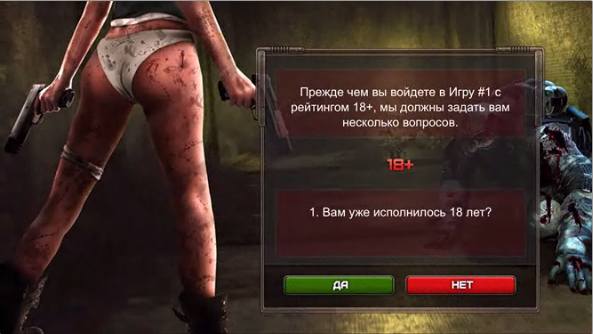 Прежде чем вы войдете в Игру #1 с
рейтингом 18+, мы должны задать вам
несколько вопросов.
18+
1. Вам уже исполнилось 18 лет?
ДА
НЕТ